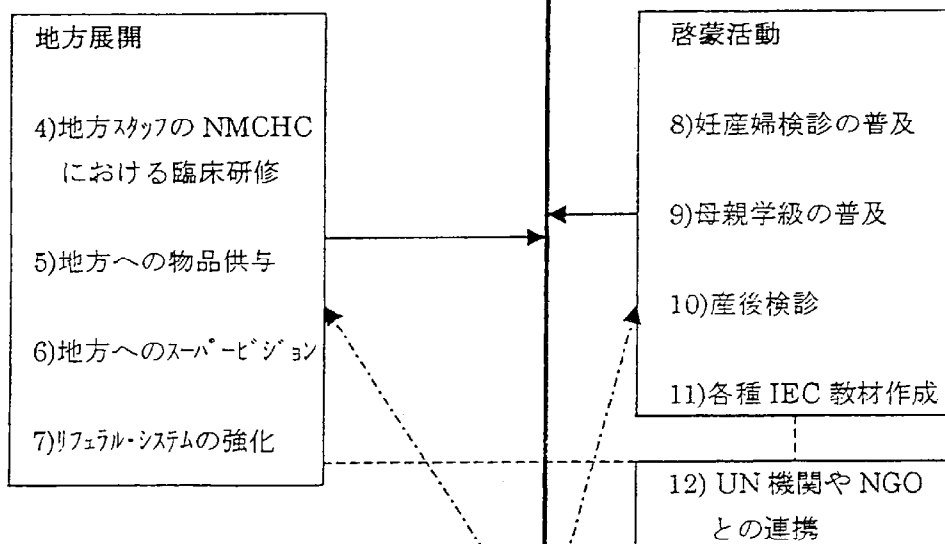 地方展開
4)地方ｽﾀｯﾌの NMCHC
における臨床研修
5)地方への物品供与
6)地方へのｽｰﾊﾟｰﾋﾞｼﾞｮﾝ
7)ﾘﾌｪﾗﾙ・ｼｽﾃﾑの強化
啓蒙活動
8)妊産婦検診の普及
9)母親学級の普及
10)産後検診
11)各種 IEC 教材作成
12) UN 機関や NGO
との連携